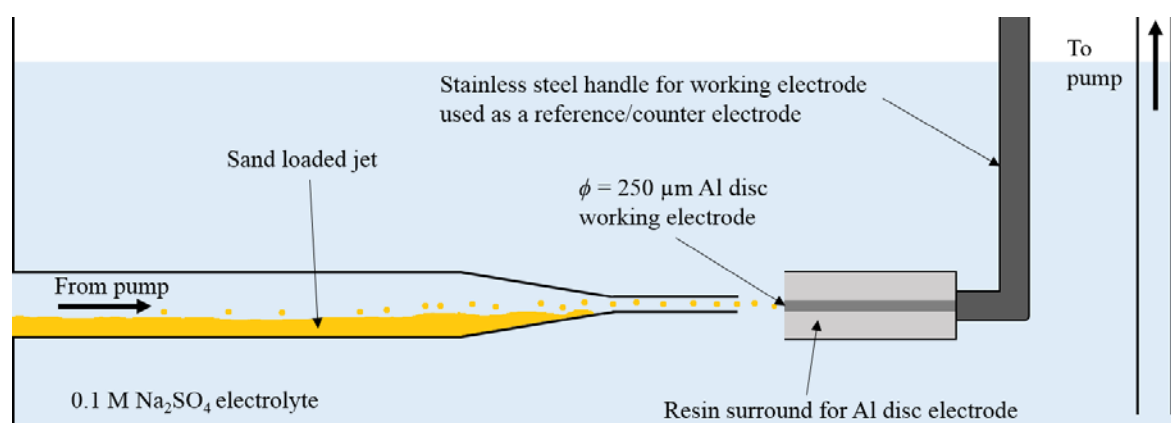 To
pump
Stainless steel handle for working electrode
used as a reference/counter electrode
Sand loaded jet
ϕ = 250 µm Al disc
working electrode
From pump
0.1 M Na₂SO₄ electrolyte
Resin surround for Al disc electrode